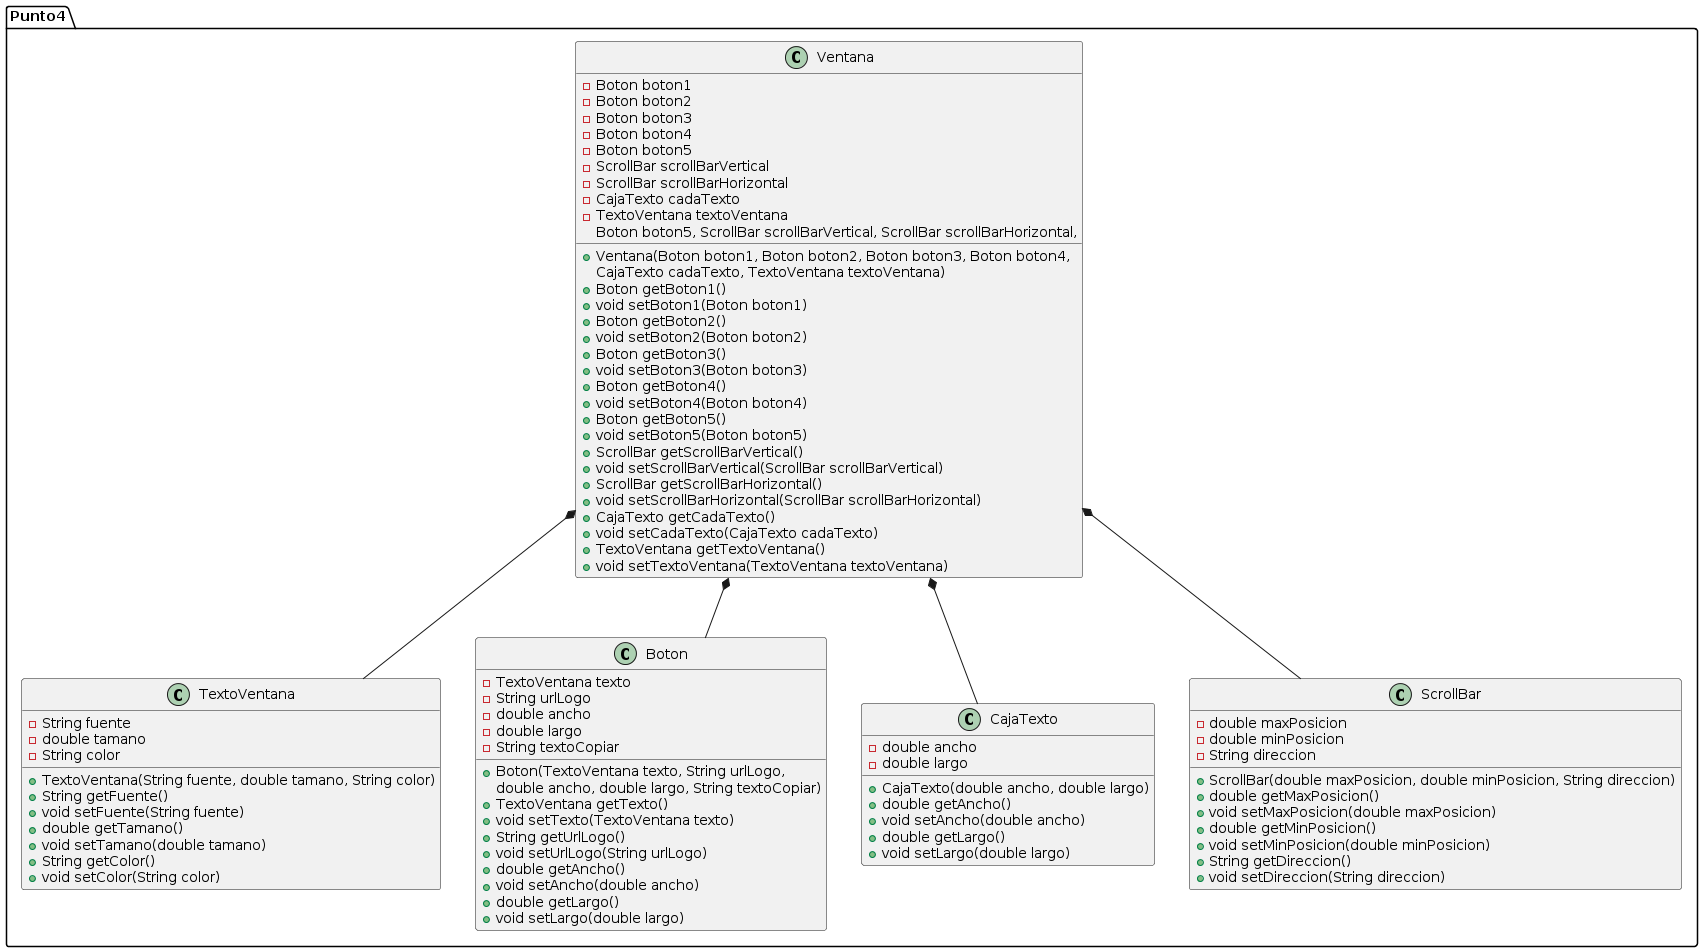 Punto4
Ventana
Boton boton1
Boton boton2
Boton boton3
Boton boton4
Boton boton5
ScrollBar scrollBarVertical
ScrollBar scrollBarHorizontal
CajaTexto cadaTexto
TextoVentana textoVentana
Boton boton5, ScrollBar scrollBarVertical, ScrollBar scrollBarHorizontal,
Ventana(Boton boton1, Boton boton2, Boton boton3, Boton boton4,
CajaTexto cadaTexto, TextoVentana textoVentana)
Boton getBoton1()
void setBoton1(Boton boton1)
Boton getBoton2()
void setBoton2(Boton boton2)
Boton getBoton3()
void setBoton3(Boton boton3)
Boton getBoton4()
void setBoton4(Boton boton4)
Boton getBoton5()
void setBoton5(Boton boton5)
ScrollBar getScrollBarVertical()
void setScrollBarVertical(ScrollBar scrollBarVertical)
ScrollBar getScrollBarHorizontal()
void setScrollBarHorizontal(ScrollBar scrollBarHorizontal)
CajaTexto getCadaTexto()
void setCadaTexto(CajaTexto cadaTexto)
TextoVentana getTextoVentana()
void setTextoVentana(TextoVentana textoVentana)
TextoVentana
String fuente
double tamano
String color
TextoVentana(String fuente, double tamano, String color)
String getFuente()
void setFuente(String fuente)
double getTamano()
void setTamano(double tamano)
String getColor()
void setColor(String color)
Boton
TextoVentana texto
String urlLogo
double ancho
double largo
String textoCopiar
Boton(TextoVentana texto, String urlLogo,
double ancho, double largo, String textoCopiar)
TextoVentana getTexto()
void setTexto(TextoVentana texto)
String getUrlLogo()
void setUrlLogo(String urlLogo)
double getAncho()
void setAncho(double ancho)
double getLargo()
void setLargo(double largo)
CajaTexto
double ancho
double largo
CajaTexto(double ancho, double largo)
double getAncho()
void setAncho(double ancho)
double getLargo()
void setLargo(double largo)
ScrollBar
double maxPosicion
double minPosicion
String direccion
ScrollBar(double maxPosicion, double minPosicion, String direccion)
double getMaxPosicion()
void setMaxPosicion(double maxPosicion)
double getMinPosicion()
void setMinPosicion(double minPosicion)
String getDireccion()
void setDireccion(String direccion)